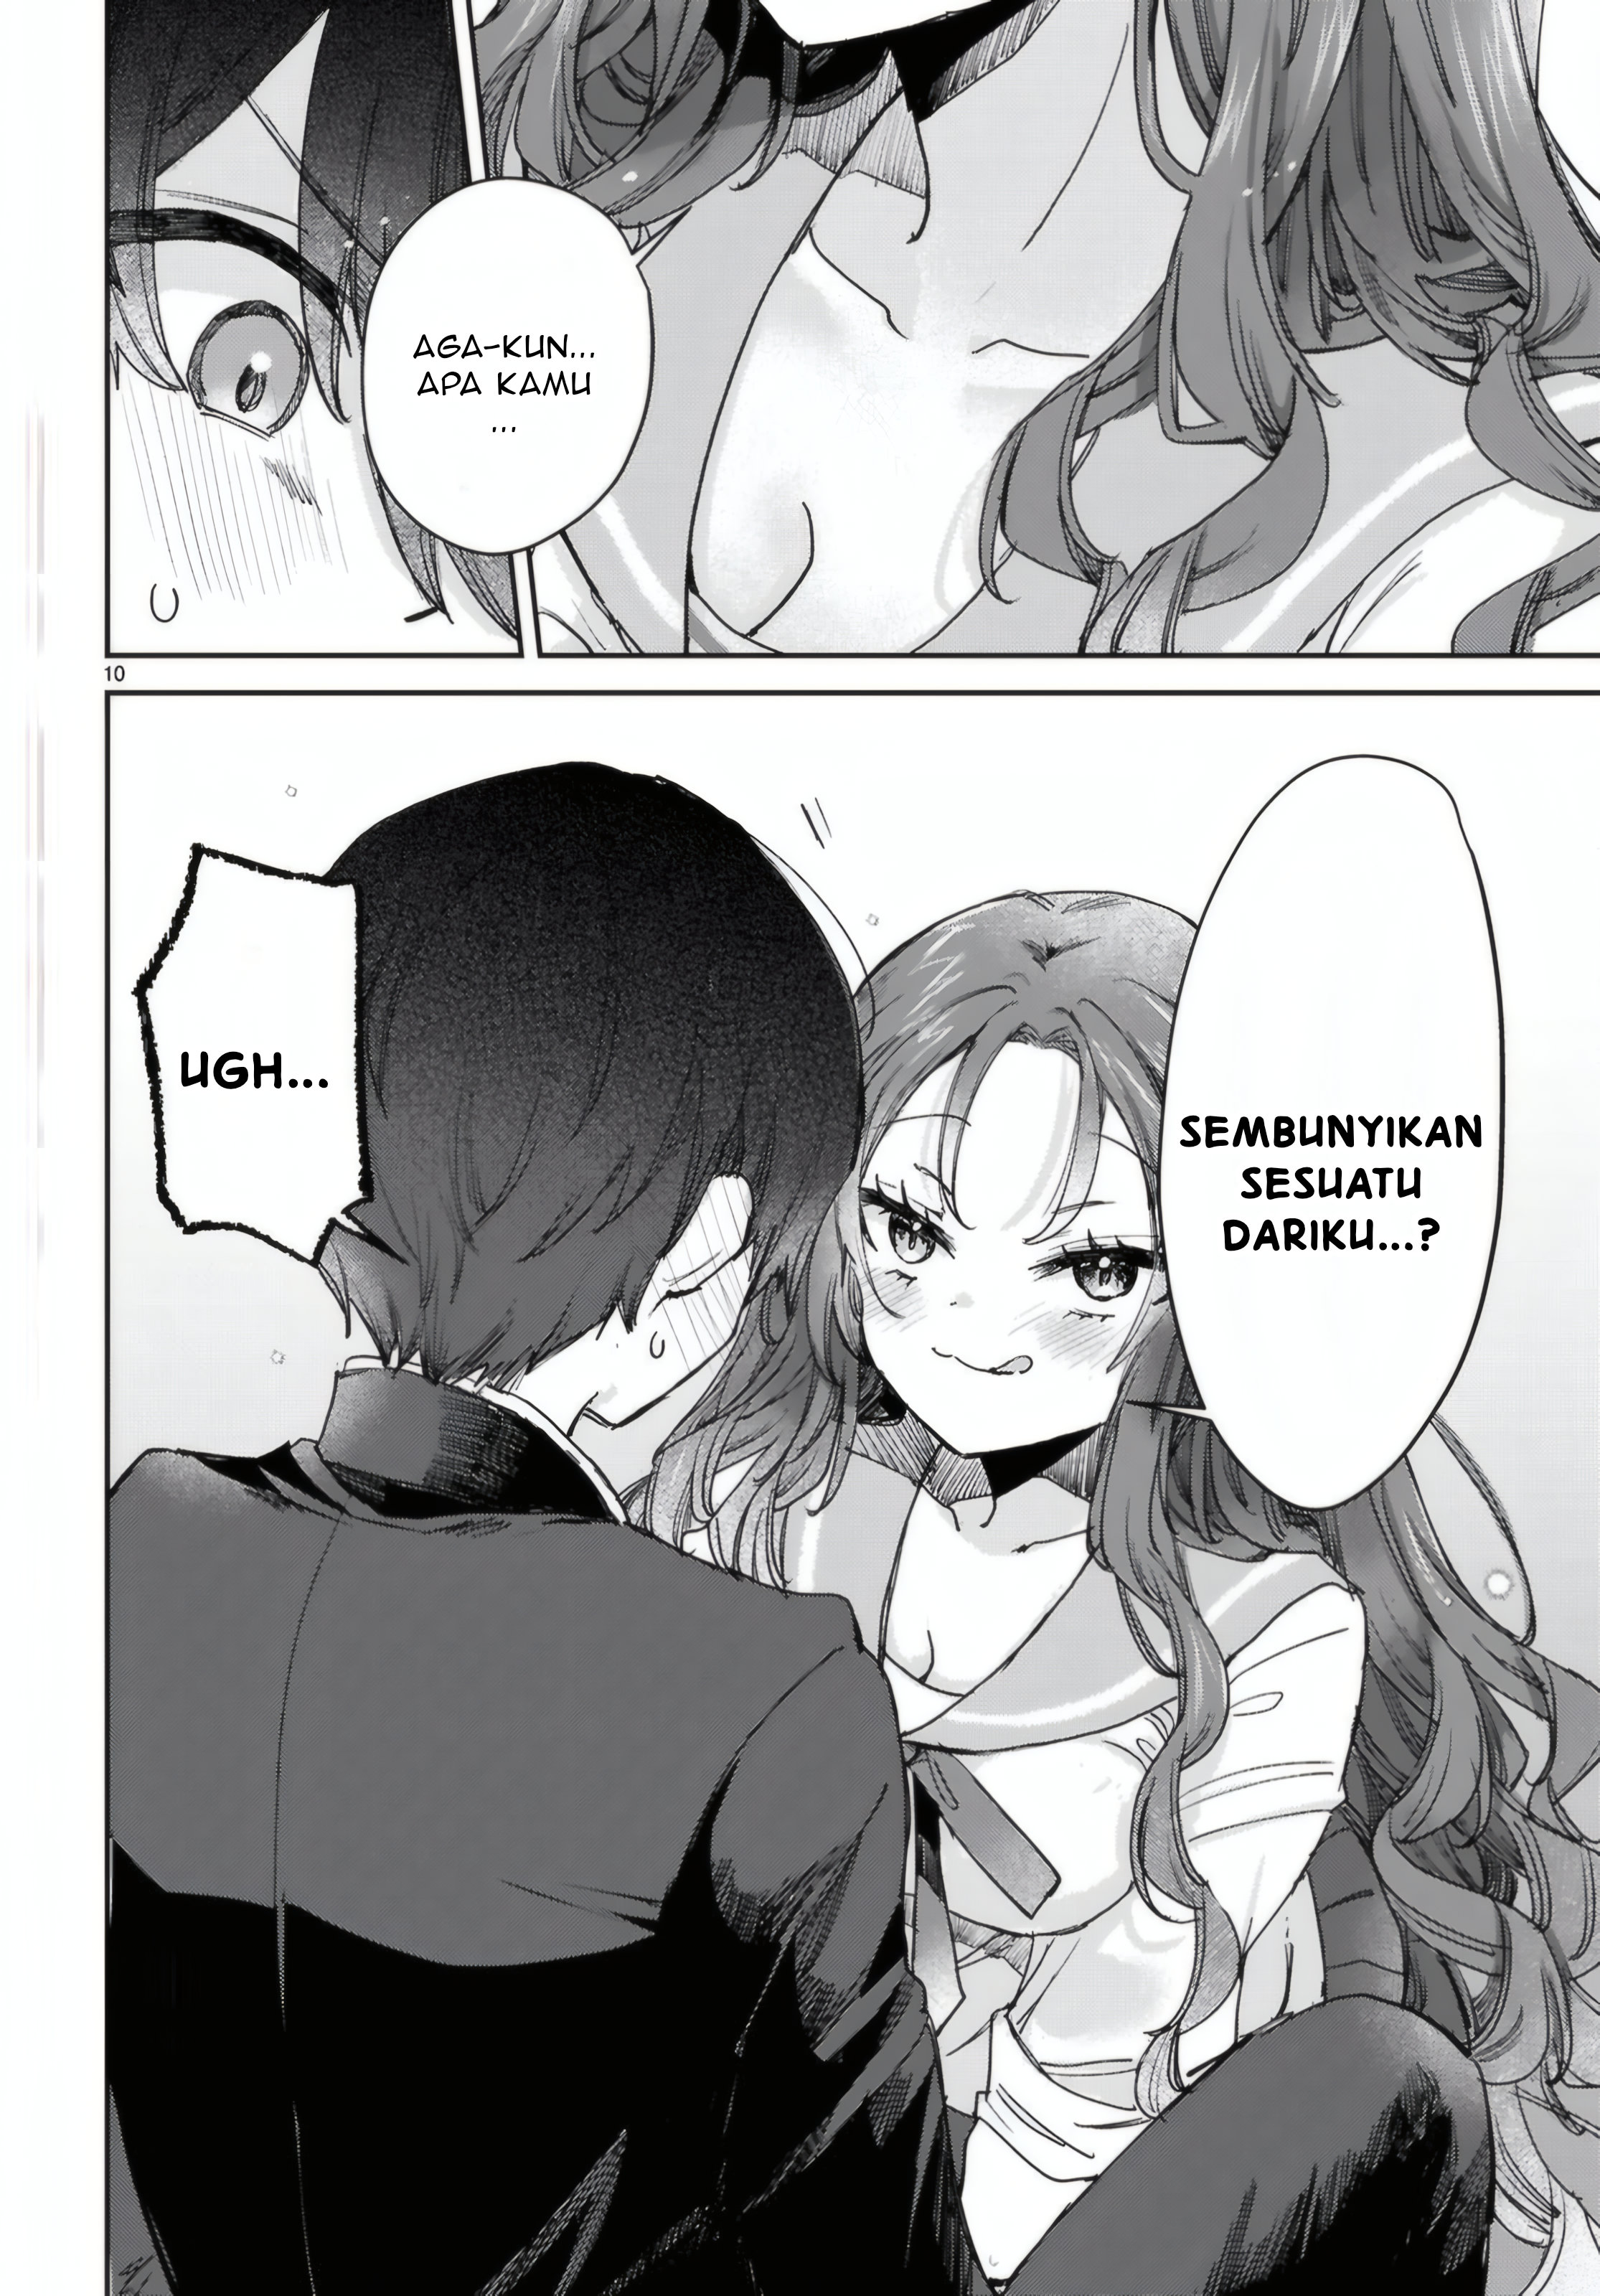 AGA-KUN...
APA KAMU
...
10
SEMBUNYIKAN
SESUATU
DARIKU...?
UGH...